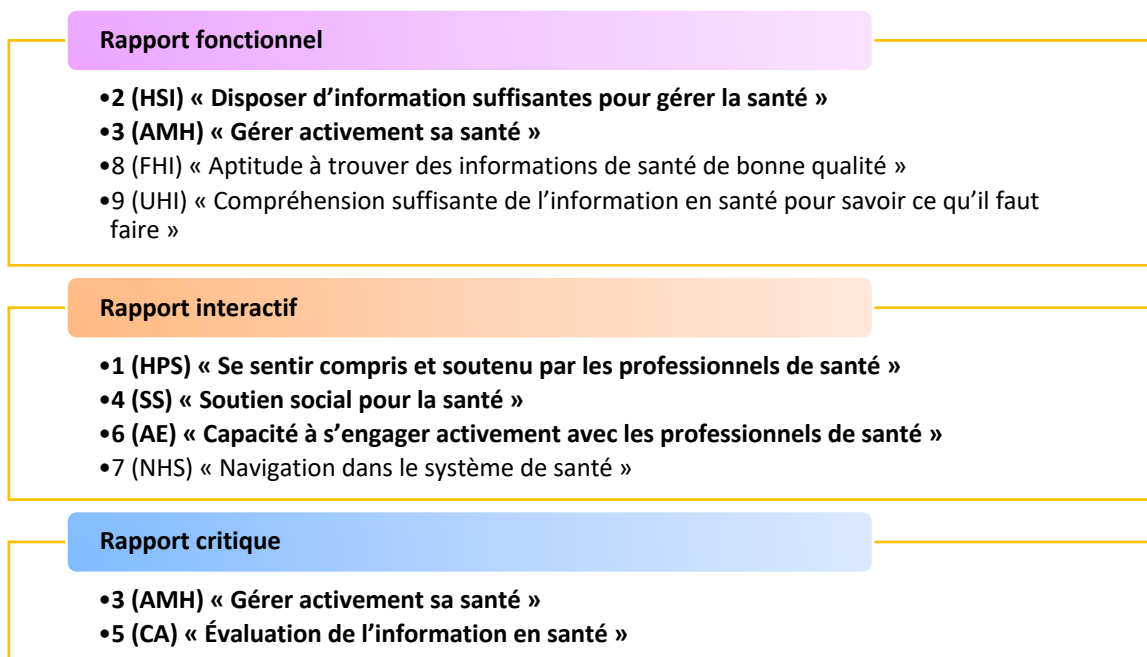 Rapport fonctionnel
•2 (HSI) « Disposer d’information suffisantes pour gérer la santé »
•3 (AMH) « Gérer activement sa santé »
•8 (FHI) « Aptitude à trouver des informations de santé de bonne qualité »
•9 (UHI) « Compréhension suffisante de l’information en santé pour savoir ce qu’il faut
faire »
Rapport interactif
•1 (HPS) « Se sentir compris et soutenu par les professionnels de santé »
•4 (SS) « Soutien social pour la santé »
•6 (AE) « Capacité à s’engager activement avec les professionnels de santé »
•7 (NHS) « Navigation dans le système de santé »
Rapport critique
•3 (AMH) « Gérer activement sa santé »
•5 (CA) « Évaluation de l’information en santé »